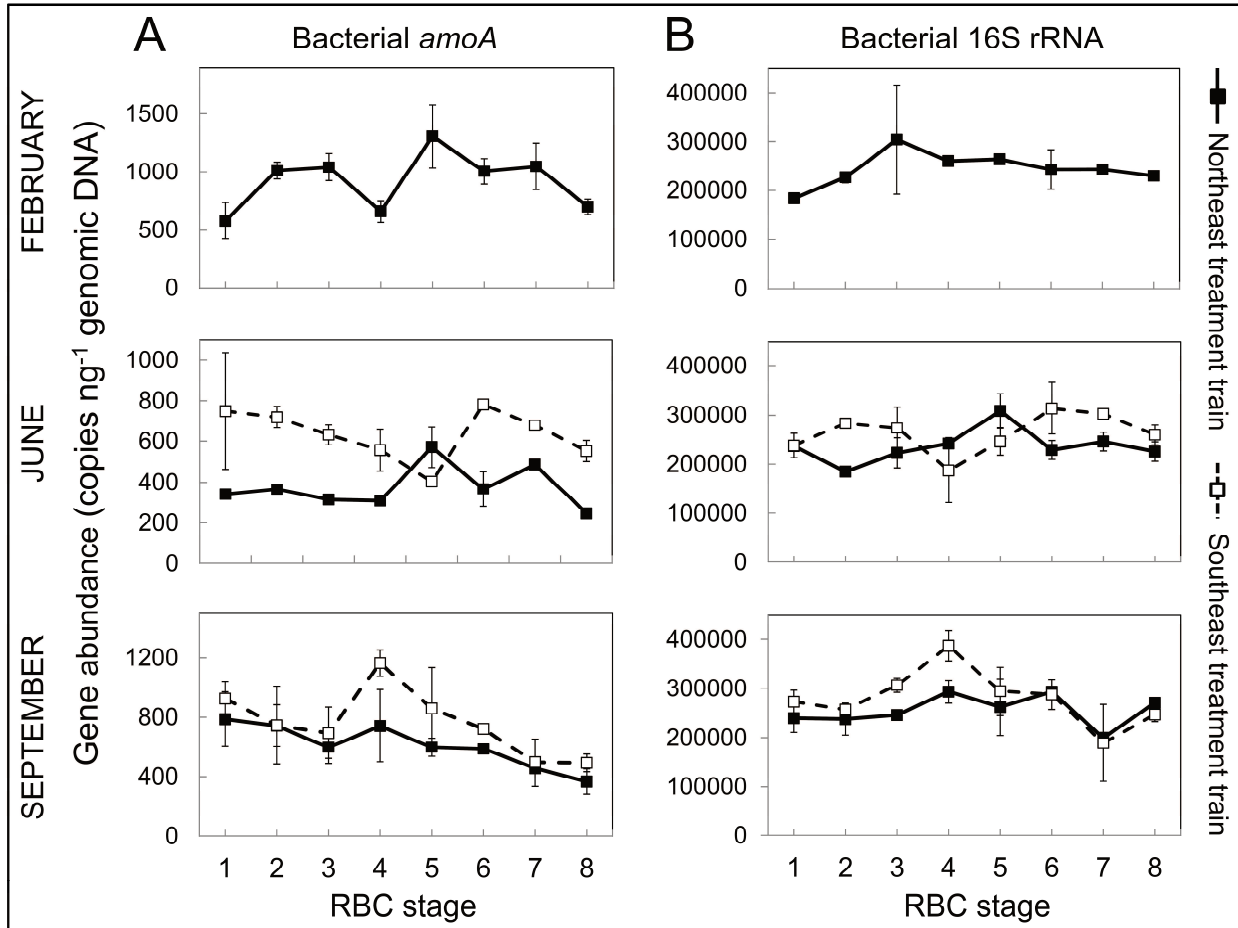 A
Bacterial amoA
B
Bacterial 16S rRNA
FEBRUARY
JUNE
SEPTEMBER
Gene abundance (copies ng-1 genomic DNA)
1500
1000
500
0
400000
300000
200000
100000
0
1000
800
600
400
200
0
400000
300000
200000
100000
0
1200
800
400
0
400000
300000
200000
100000
0
1 2 3 4 5 6 7 8
RBC stage
1 2 3 4 5 6 7 8
RBC stage
Northeast treatment train
Southeast treatment train